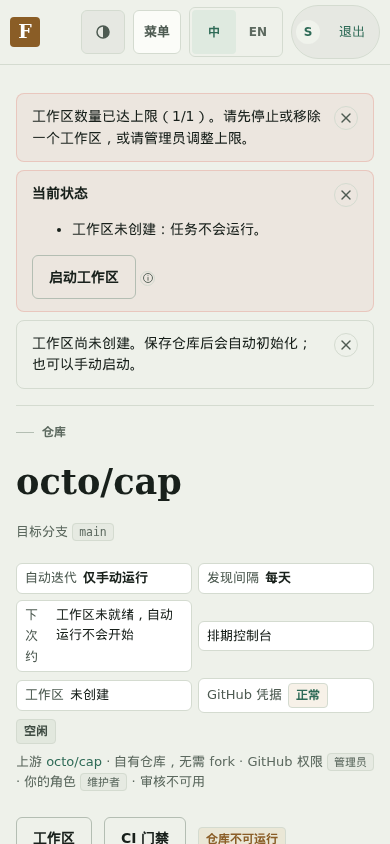 F 菜单 中 EN S 退出
工作区数量已达上限（1/1）。请先停止或移除
一个工作区，或请管理员调整上限。
当前状态
• 工作区未创建：任务不会运行。
启动工作区
工作区尚未创建。保存仓库后会自动初始化；
也可以手动启动。
仓库
octo/cap
目标分支 main
自动迭代 仅手动运行
发现间隔 每天
下次约 工作区未就绪，自动
运行不会开始
排期控制台
工作区 未创建
GitHub 凭据 正常
空闲
上游 octo/cap · 自有仓库，无需 fork · GitHub 权限 管理员
· 你的角色 维护者 · 审核不可用
工作区 CI 门禁 仓库不可运行